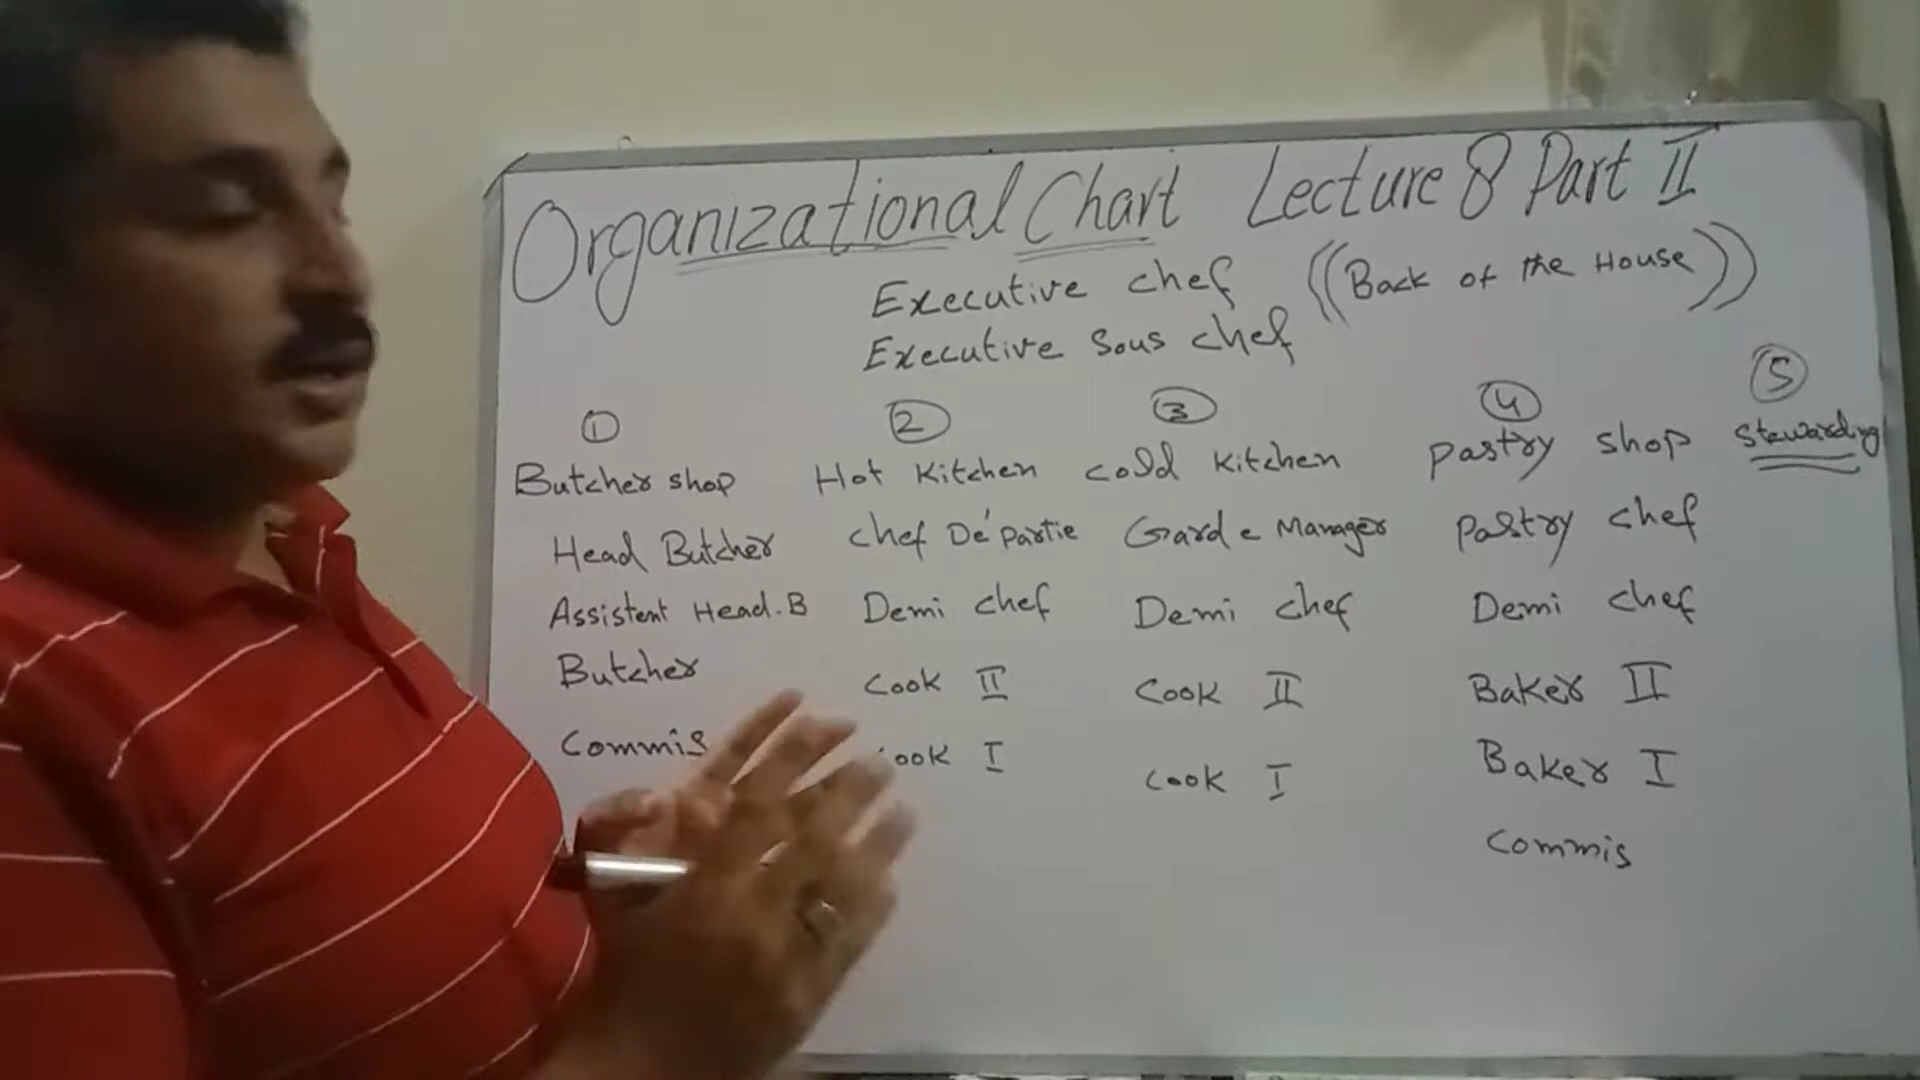 Organizational Chart Lecture 8 Part II
Executive chef ((Back of the House))
Executive Sous chef
1 2 3 4 5
Butcher shop Hot Kitchen cold Kitchen pastry shop stewarding
Head Butcher chef De' partie Gard e Manager pastry chef
Assistent Head.B Demi chef Demi chef Demi chef
Butcher Cook II Cook II Baker II
Commis ook I Cook I Baker I
Commis